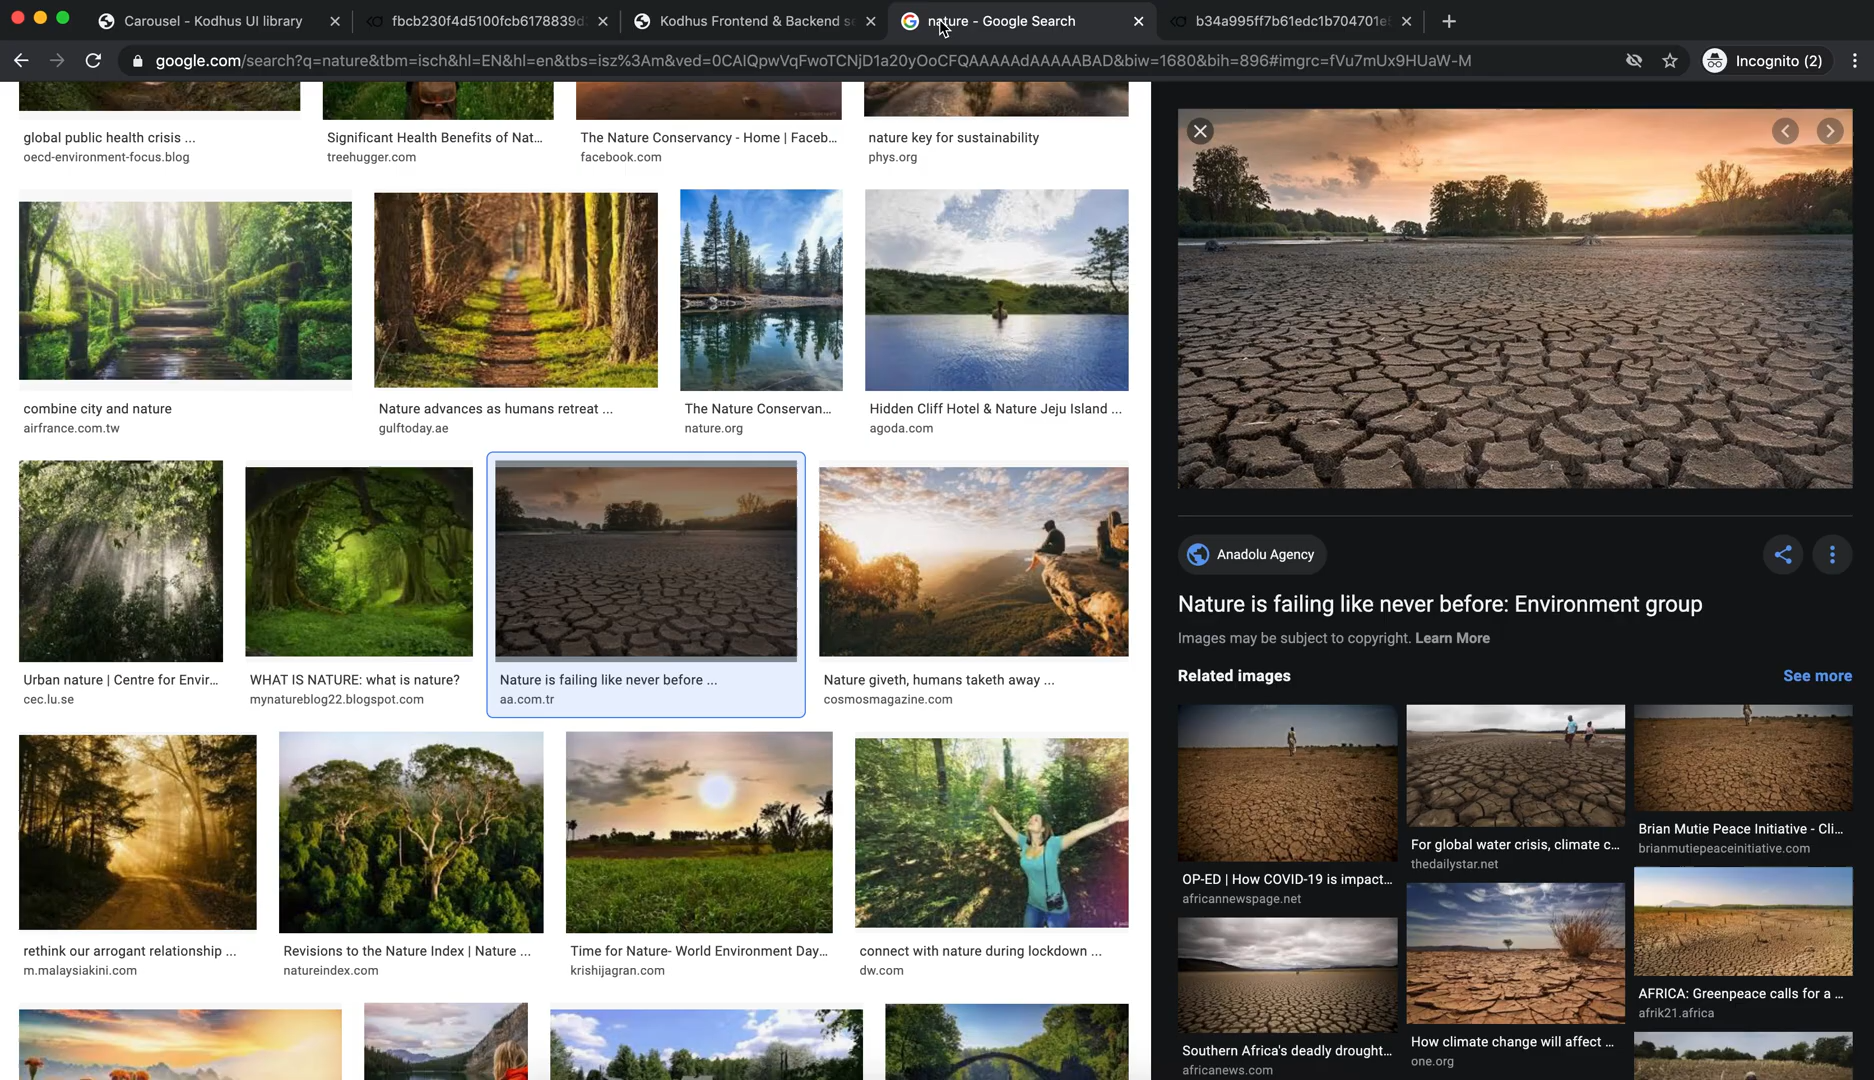 Carousel - Kodhus UI library
fbcb230f4d5100fcb6178839d
Kodhus Frontend & Backend se
nature - Google Search
b34a995ff7b61edc1b704701e
google.com/search?q=nature&tbm=isch&hl=EN&hl=en&tbs=isz%3Am&ved=0CAIQpwVqFwoTCNjD1a20yOoCFQAAAAAdAAAAABAD&biw=1680&bih=896#imgrc=fVu7mUx9HUaW-M
Incognito (2)
global public health crisis ...
oecd-environment-focus.blog
Significant Health Benefits of Nat...
treehugger.com
The Nature Conservancy - Home | Faceb...
facebook.com
nature key for sustainability
phys.org
combine city and nature
airfrance.com.tw
Nature advances as humans retreat ...
gulftoday.ae
The Nature Conservan...
nature.org
Hidden Cliff Hotel & Nature Jeju Island ...
agoda.com
Urban nature | Centre for Envir...
cec.lu.se
WHAT IS NATURE: what is nature?
mynatureblog22.blogspot.com
Nature is failing like never before ...
aa.com.tr
Nature giveth, humans taketh away ...
cosmosmagazine.com
rethink our arrogant relationship ...
m.malaysiakini.com
Revisions to the Nature Index | Nature ...
natureindex.com
Time for Nature- World Environment Day...
krishijagran.com
connect with nature during lockdown ...
dw.com
Anadolu Agency
Nature is failing like never before: Environment group
Images may be subject to copyright. Learn More
Related images
See more
OP-ED | How COVID-19 is impact...
africannewspage.net
For global water crisis, climate c...
thedailystar.net
Brian Mutie Peace Initiative - Cli...
brianmutiepeaceinitiative.com
Southern Africa's deadly drought...
africanews.com
How climate change will affect ...
one.org
AFRICA: Greenpeace calls for a ...
afrik21.africa